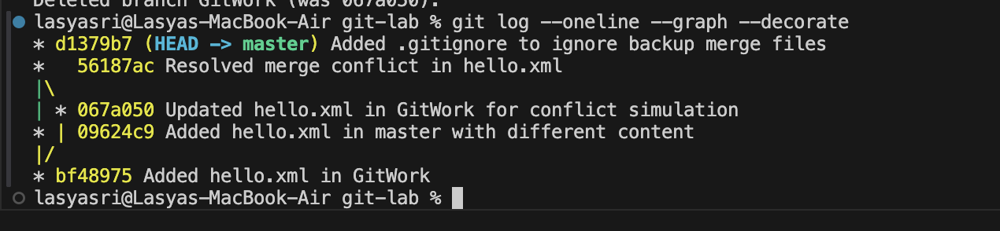 Deleted branch GitWork (was 067a050).
lasyasri@Lasyas-MacBook-Air git-lab % git log --oneline --graph --decorate
* d1379b7 (HEAD -> master) Added .gitignore to ignore backup merge files
*   56187ac Resolved merge conflict in hello.xml
|\
| * 067a050 Updated hello.xml in GitWork for conflict simulation
* | 09624c9 Added hello.xml in master with different content
|/
* bf48975 Added hello.xml in GitWork
lasyasri@Lasyas-MacBook-Air git-lab %